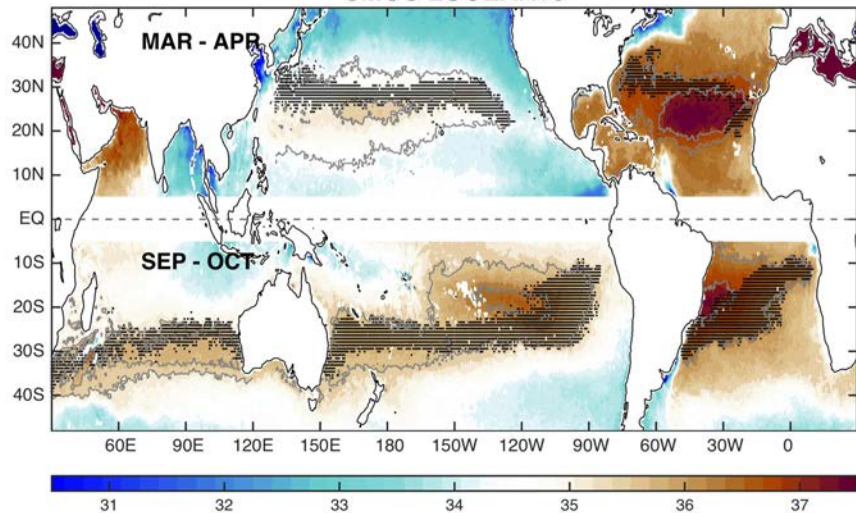 MAR - APR
SEP - OCT
40N
30N
20N
10N
EQ
10S
20S
30S
40S
60E 90E 120E 150E 180 150W 120W 90W 60W 30W 0
31 32 33 34 35 36 37